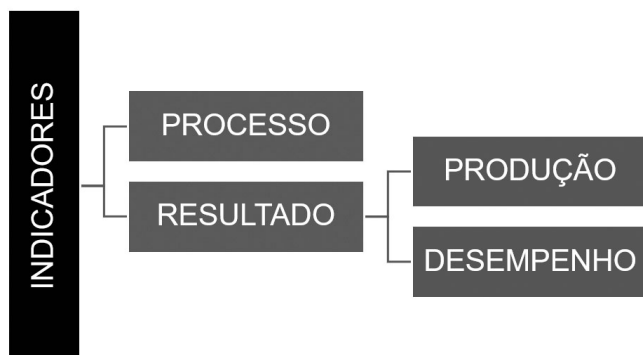 INDICADORES
PROCESSO
RESULTADO
PRODUÇÃO
DESEMPENHO